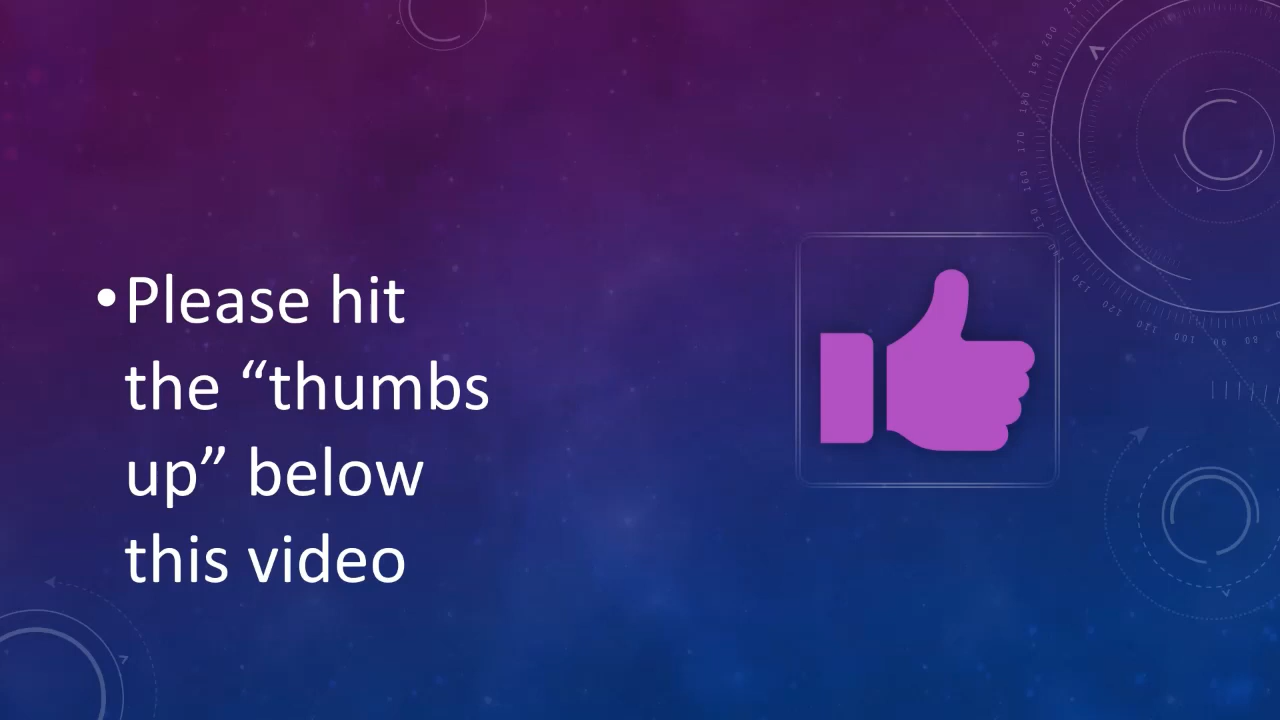 •Please hit
the “thumbs
up” below
this video